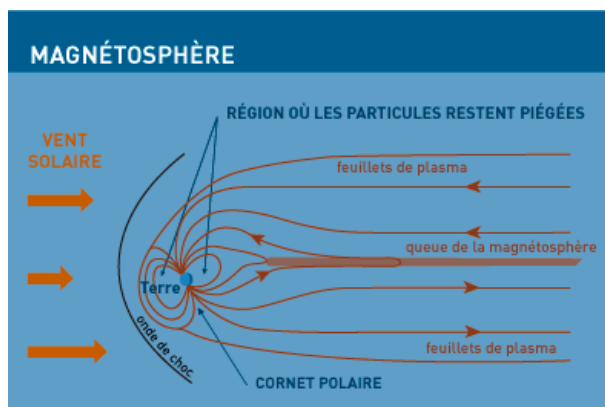 MAGNÉTOSPHÈRE
RÉGION OÙ LES PARTICULES RESTENT PIÉGÉES
VENT
SOLAIRE
feuillets de plasma
queue de la magnétosphère
Terre
onde de choc
feuillets de plasma
CORNET POLAIRE